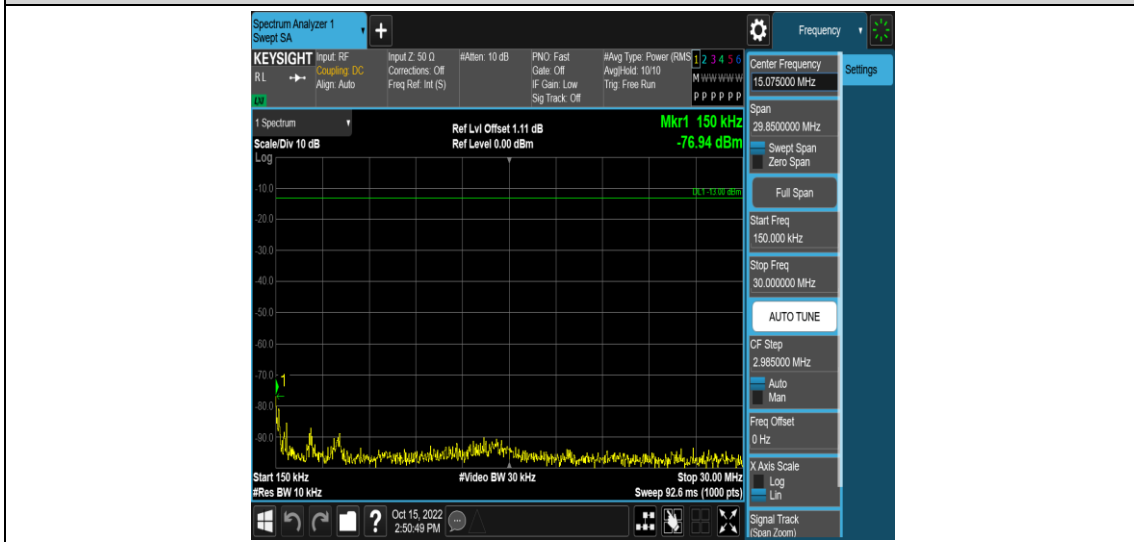 Spectrum Analyzer 1
Swept SA
+
Frequency
KEYSIGHT
RL
LXI
Input: RF
Coupling: DC
Align: Auto
Input Z: 50 Ω
Corrections: Off
Freq Ref: Int (S)
#Atten: 10 dB
PNO: Fast
Gate: Off
IF Gain: Low
Sig Track: Off
#Avg Type: Power (RMS
Avg|Hold: 10/10
Trig: Free Run
1 2 3 4 5 6
M W W W W W
P P P P P P
1 Spectrum
Scale/Div 10 dB
Log
Ref Lvl Offset 1.11 dB
Ref Level 0.00 dBm
Mkr1 150 kHz
-76.94 dBm
DL1 -13.00 dBm
-10.0
-20.0
-30.0
-40.0
-50.0
-60.0
-70.0
1
-80.0
-90.0
Start 150 kHz
#Video BW 30 kHz
Stop 30.00 MHz
#Res BW 10 kHz
Sweep 92.6 ms (1000 pts)
?
Oct 15, 2022
2:50:49 PM
Center Frequency
15.075000 MHz
Settings
Span
29.8500000 MHz
Swept Span
Zero Span
Full Span
Start Freq
150.000 kHz
Stop Freq
30.000000 MHz
AUTO TUNE
CF Step
2.985000 MHz
Auto
Man
Freq Offset
0 Hz
X Axis Scale
Log
Lin
Signal Track
(Span Zoom)